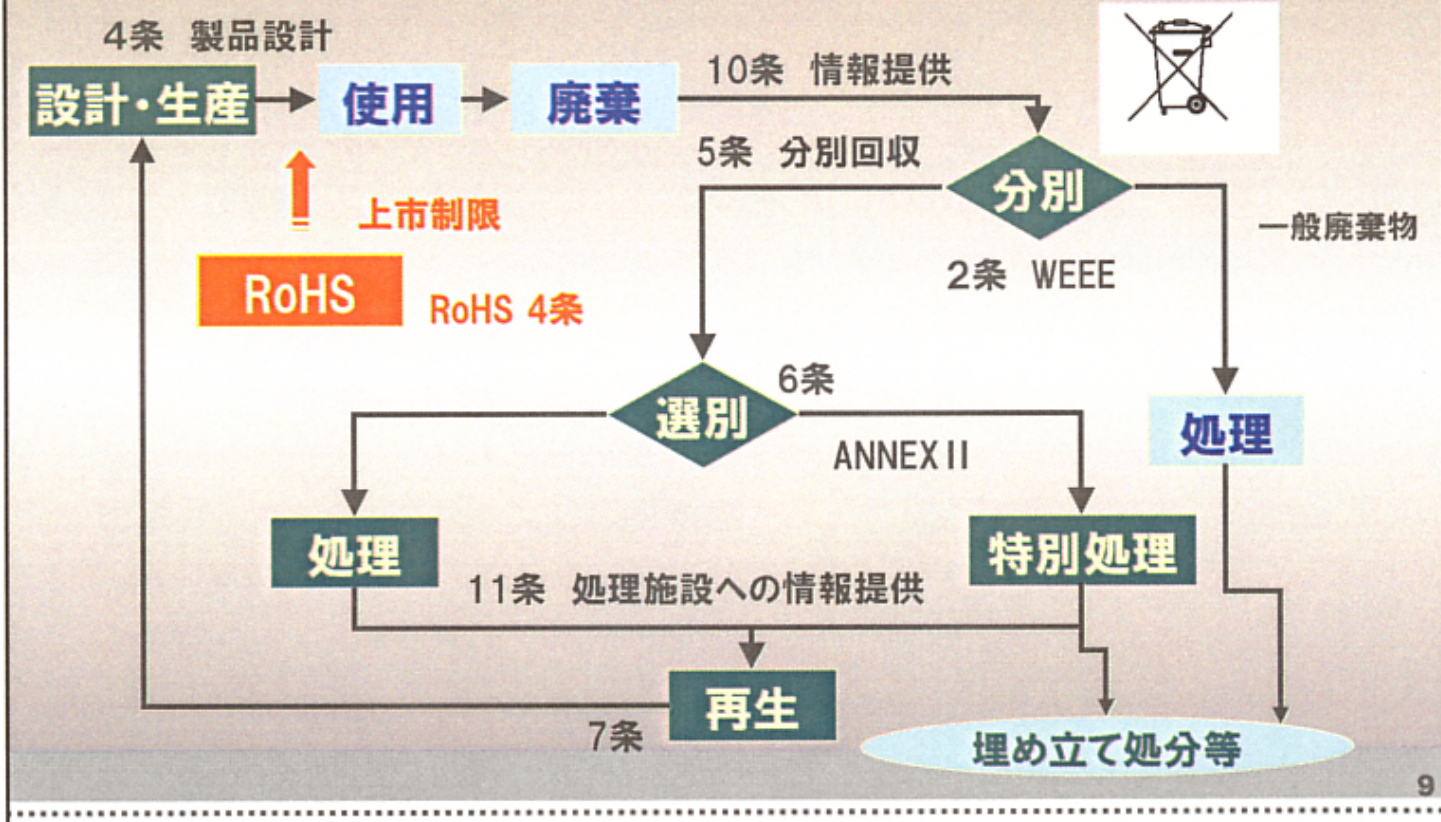 4条 製品設計
設計・生産
使用
廃棄
10条 情報提供
5条 分別回収
分別
一般廃棄物
上市制限
2条 WEEE
RoHS
RoHS 4条
6条
選別
処理
ANNEX II
処理
特別処理
11条 処理施設への情報提供
再生
7条
埋め立て処分等
9